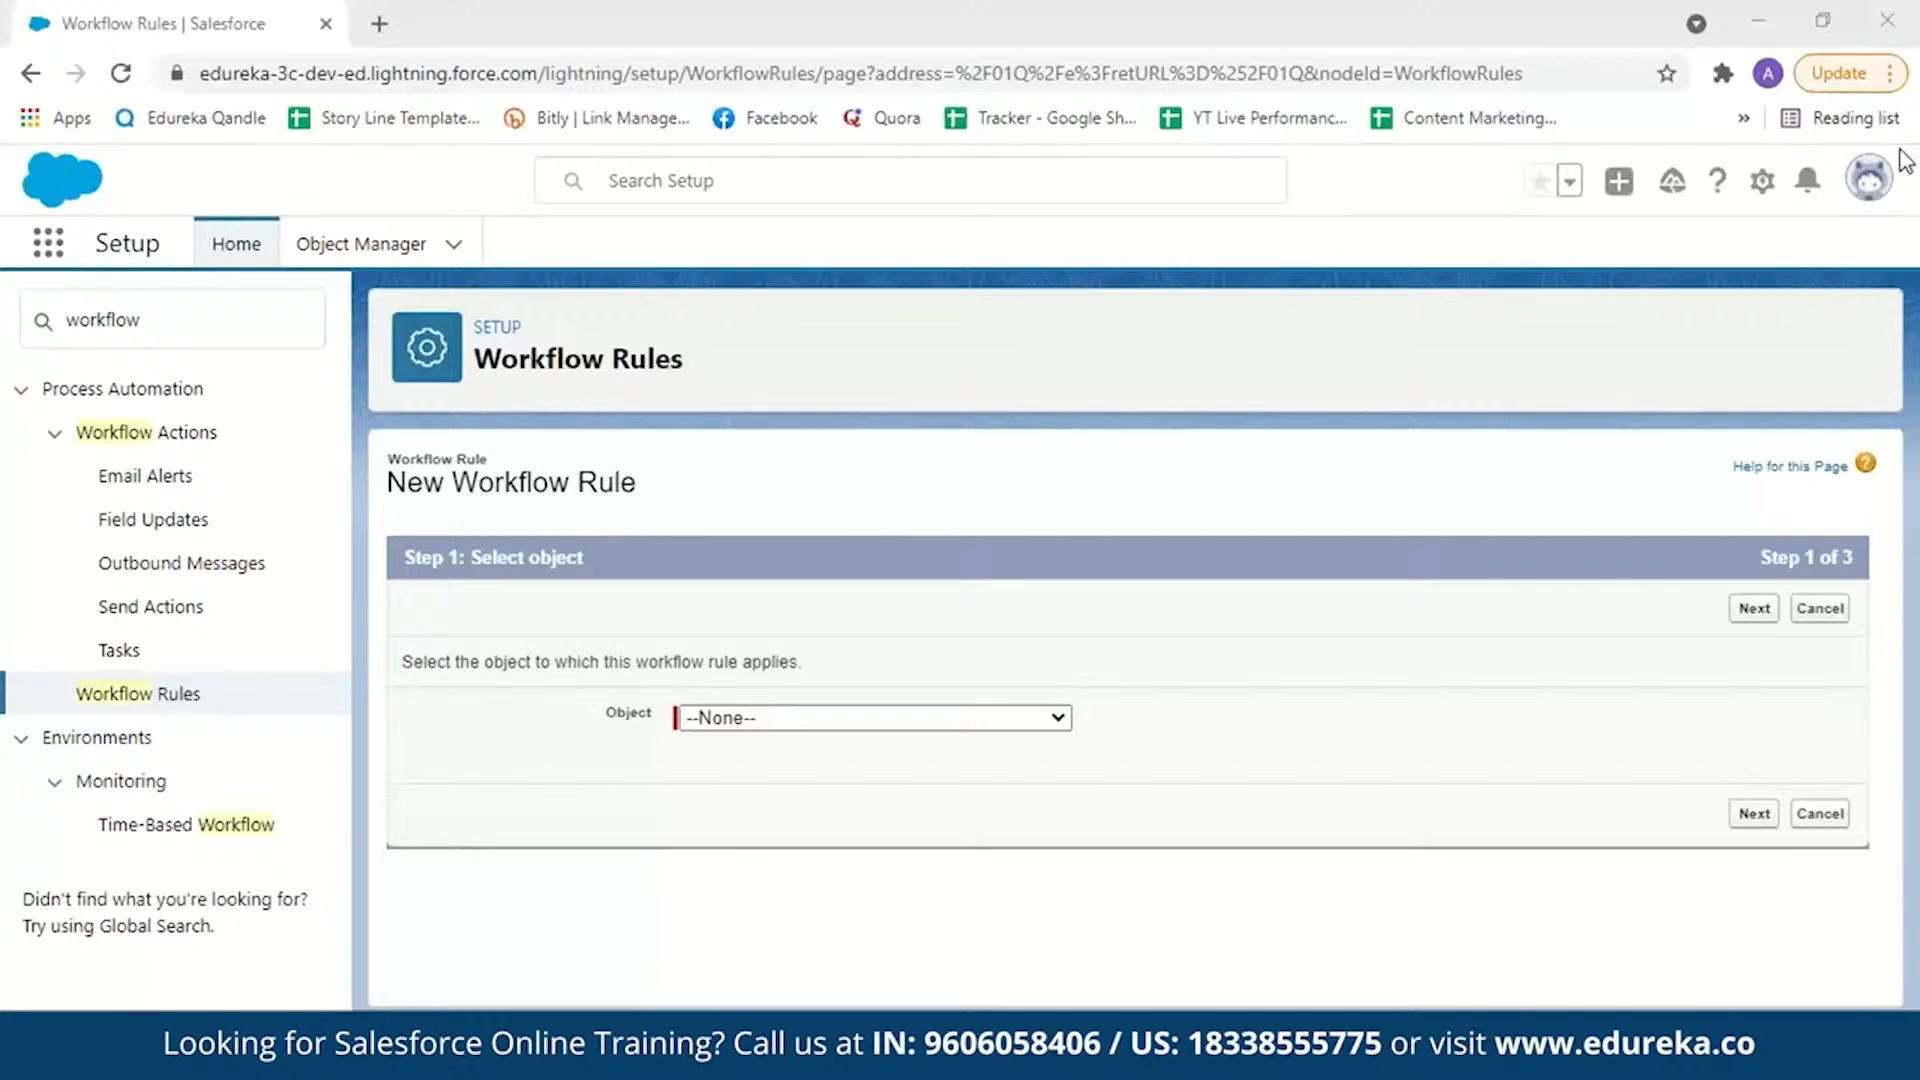 Workflow Rules | Salesforce
edureka-3c-dev-ed.lightning.force.com/lightning/setup/WorkflowRules/page?address=%2F01Q%2Fe%3FretURL%3D%252F01Q&nodeId=WorkflowRules
A
Update
Apps
Edureka Qandle
Story Line Template...
Bitly | Link Manage...
Facebook
Quora
Tracker - Google Sh...
YT Live Performanc...
Content Marketing...
»
Reading list
Search Setup
Setup
Home
Object Manager
workflow
Process Automation
Workflow Actions
Email Alerts
Field Updates
Outbound Messages
Send Actions
Tasks
Workflow Rules
Environments
Monitoring
Time-Based Workflow
Didn't find what you're looking for?
Try using Global Search.
SETUP
Workflow Rules
Workflow Rule
New Workflow Rule
Help for this Page
Step 1: Select object
Step 1 of 3
Next
Cancel
Select the object to which this workflow rule applies.
Object
--None--
Next
Cancel
Looking for Salesforce Online Training? Call us at IN: 9606058406 / US: 18338555775 or visit www.edureka.co